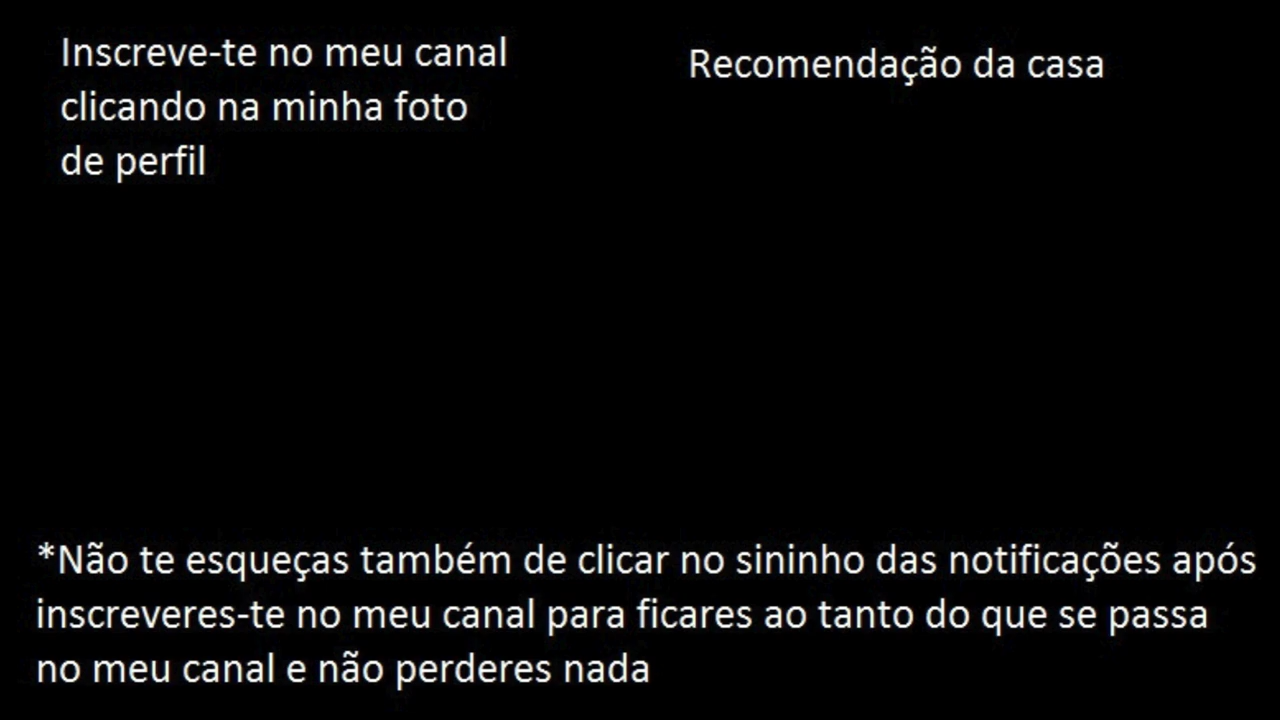 Inscreve-te no meu canal
clicando na minha foto
de perfil
Recomendação da casa
*Não te esqueças também de clicar no sininho das notificações após
inscreveres-te no meu canal para ficares ao tanto do que se passa
no meu canal e não perderes nada